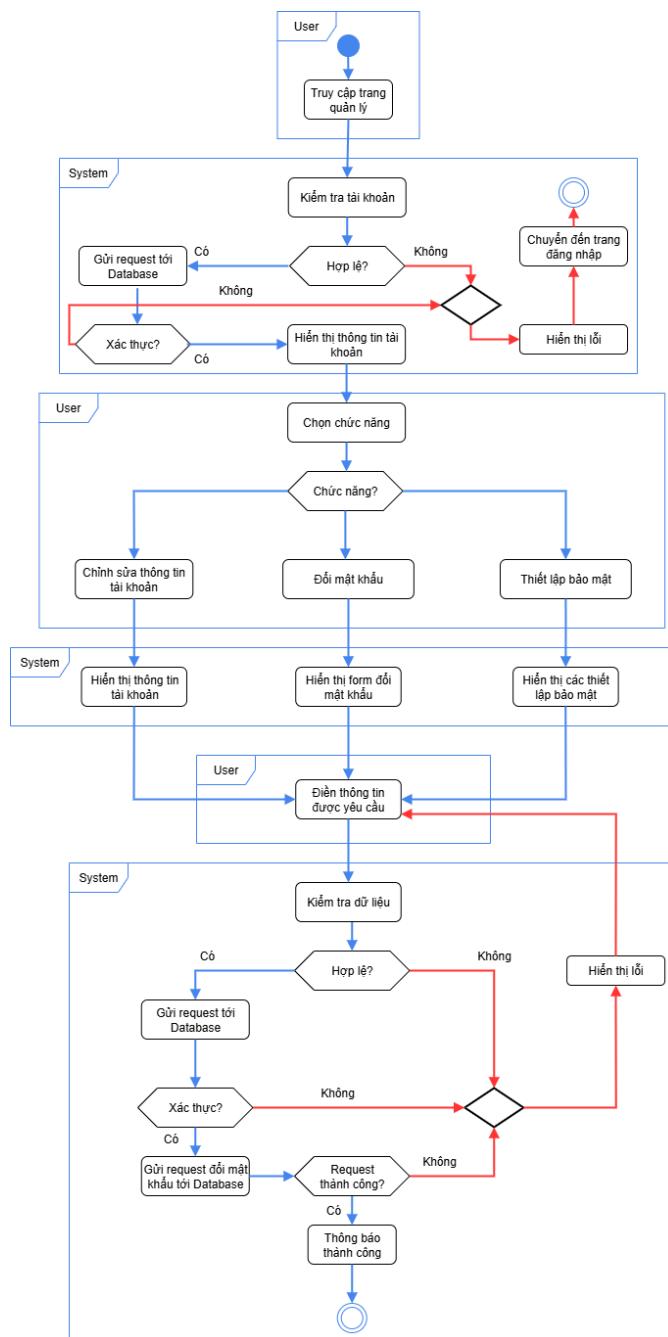 User
Truy cập trang
quản lý
System
Kiểm tra tài khoản
Chuyển đến trang
đăng nhập
Gửi request tới
Database
Có
Hợp lệ?
Không
Không
Xác thực?
Có
Hiển thị thông tin tài
khoản
Hiển thị lỗi
User
Chọn chức năng
Chức năng?
Chỉnh sửa thông tin
tài khoản
Đổi mật khẩu
Thiết lập bảo mật
System
Hiển thị thông tin
tài khoản
Hiển thị form đổi
mật khẩu
Hiển thị các thiết
lập bảo mật
User
Điền thông tin
được yêu cầu
System
Kiểm tra dữ liệu
Có
Hợp lệ?
Không
Hiển thị lỗi
Gửi request tới
Database
Xác thực?
Không
Có
Gửi request đổi mật
khẩu tới Database
Request
thành công?
Không
Có
Thông báo
thành công